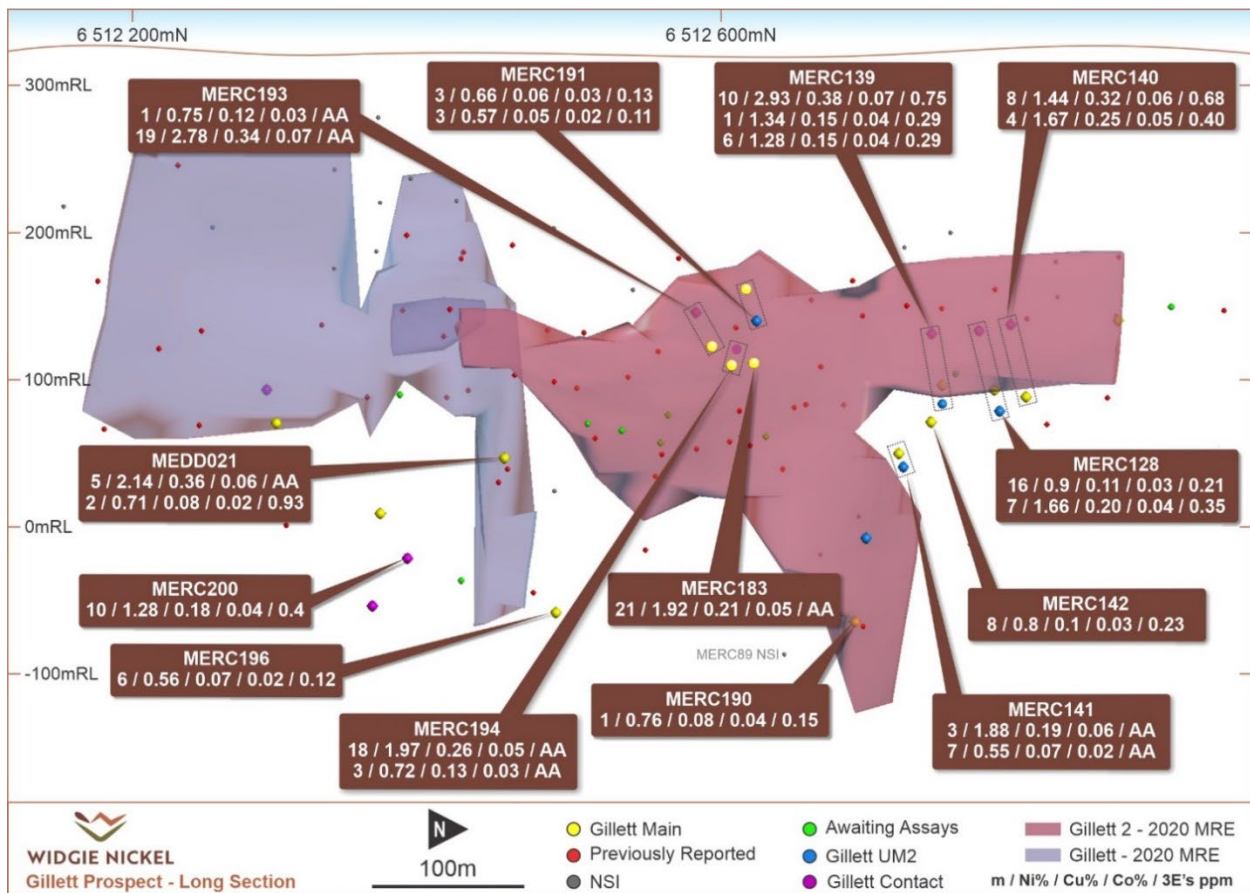 6 512 200mN
6 512 600mN
300mRL
200mRL
100mRL
0mRL
-100mRL
MERC193
1 / 0.75 / 0.12 / 0.03 / AA
19 / 2.78 / 0.34 / 0.07 / AA
MERC191
3 / 0.66 / 0.06 / 0.03 / 0.13
3 / 0.57 / 0.05 / 0.02 / 0.11
MERC139
10 / 2.93 / 0.38 / 0.07 / 0.75
1 / 1.34 / 0.15 / 0.04 / 0.29
6 / 1.28 / 0.15 / 0.04 / 0.29
MERC140
8 / 1.44 / 0.32 / 0.06 / 0.68
4 / 1.67 / 0.25 / 0.05 / 0.40
MEDD021
5 / 2.14 / 0.36 / 0.06 / AA
2 / 0.71 / 0.08 / 0.02 / 0.93
MERC128
16 / 0.9 / 0.11 / 0.03 / 0.21
7 / 1.66 / 0.20 / 0.04 / 0.35
MERC200
10 / 1.28 / 0.18 / 0.04 / 0.4
MERC183
21 / 1.92 / 0.21 / 0.05 / AA
MERC142
8 / 0.8 / 0.1 / 0.03 / 0.23
MERC196
6 / 0.56 / 0.07 / 0.02 / 0.12
MERC89 NSI
MERC190
1 / 0.76 / 0.08 / 0.04 / 0.15
MERC194
18 / 1.97 / 0.26 / 0.05 / AA
3 / 0.72 / 0.13 / 0.03 / AA
MERC141
3 / 1.88 / 0.19 / 0.06 / AA
7 / 0.55 / 0.07 / 0.02 / AA
WIDGIE NICKEL
Gillett Prospect - Long Section
N
100m
Gillett Main
Previously Reported
NSI
Awaiting Assays
Gillett UM2
Gillett Contact
Gillett 2 - 2020 MRE
Gillett - 2020 MRE
m / Ni% / Cu% / Co% / 3E's ppm